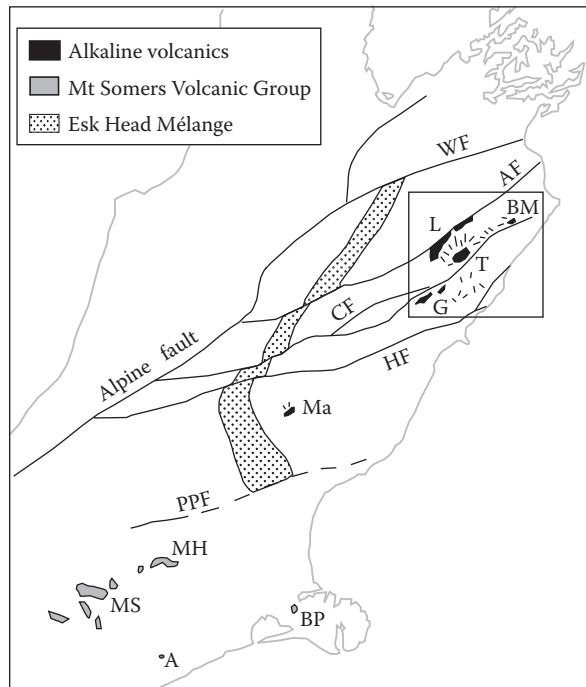 Alkaline volcanics
Mt Somers Volcanic Group
Esk Head Mélange
WF
AF
BM
L
T
G
CF
Alpine fault
HF
Ma
PPF
MH
MS
BP
A